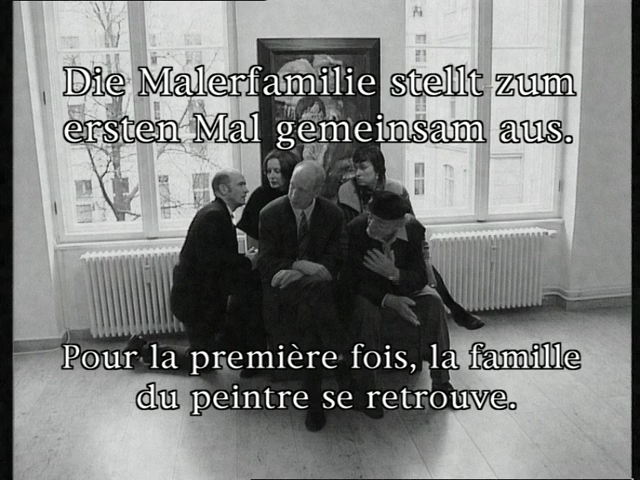 Die Malerfamilie stellt zum
ersten Mal gemeinsam aus.
Pour la première fois, la famille
du peintre se retrouve.